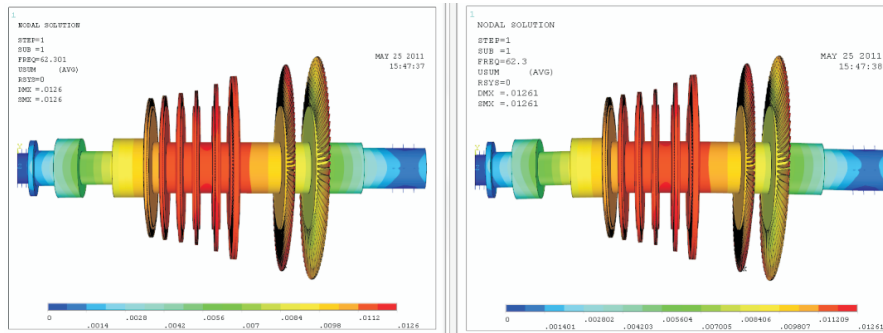 1
NODAL SOLUTION
STEP=1
SUB =1
FREQ=62.301
USUM (AVG)
RSYS=0
DMX =.0126
SMX =.0126
MAY 25 2011
15:47:37
0 .0028 .0056 .0084 .0112
.0014 .0042 .007 .0098 .0126
1
NODAL SOLUTION
STEP=1
SUB =1
FREQ=62.3
USUM (AVG)
RSYS=0
DMX =.01261
SMX =.01261
MAY 25 2011
15:47:38
0 .002802 .005604 .008406 .011209
.001401 .004203 .007005 .009807 .01261